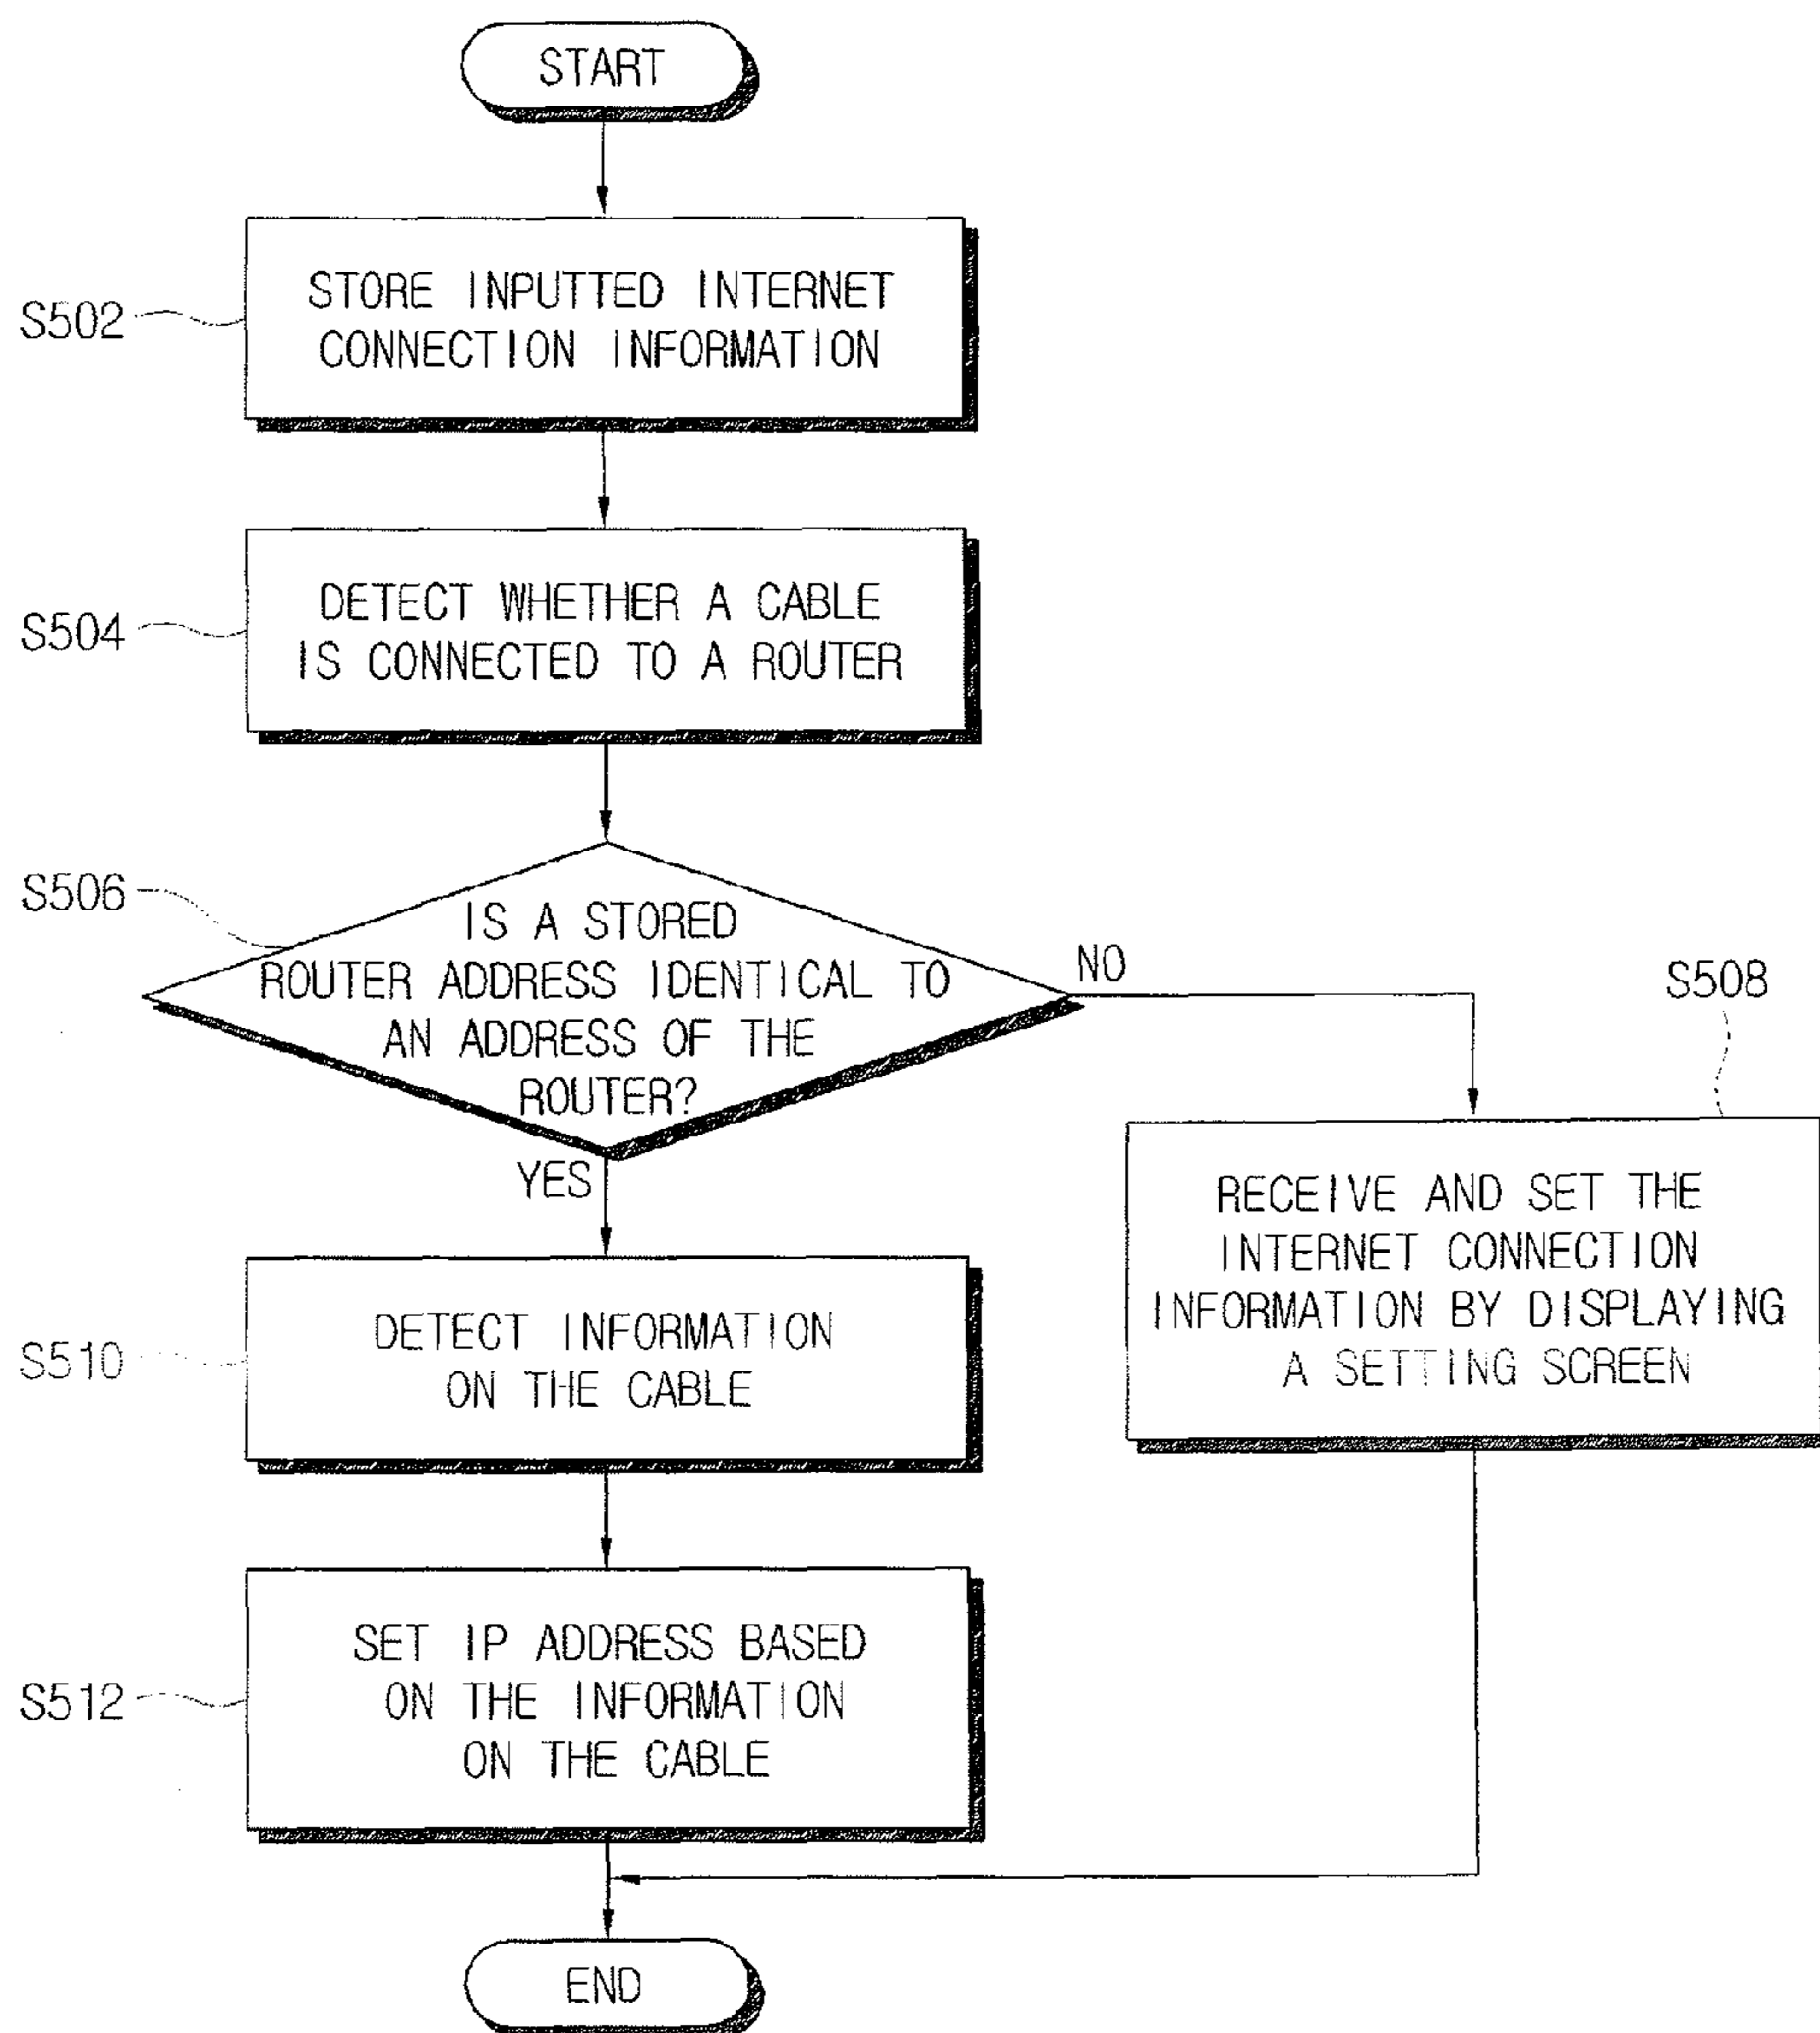 START
S502
STORE INPUTTED INTERNET
CONNECTION INFORMATION
S504
DETECT WHETHER A CABLE
IS CONNECTED TO A ROUTER
S506
IS A STORED
ROUTER ADDRESS IDENTICAL TO
AN ADDRESS OF THE
ROUTER?
NO
YES
S508
RECEIVE AND SET THE
INTERNET CONNECTION
INFORMATION BY DISPLAYING
A SETTING SCREEN
S510
DETECT INFORMATION
ON THE CABLE
S512
SET IP ADDRESS BASED
ON THE INFORMATION
ON THE CABLE
END